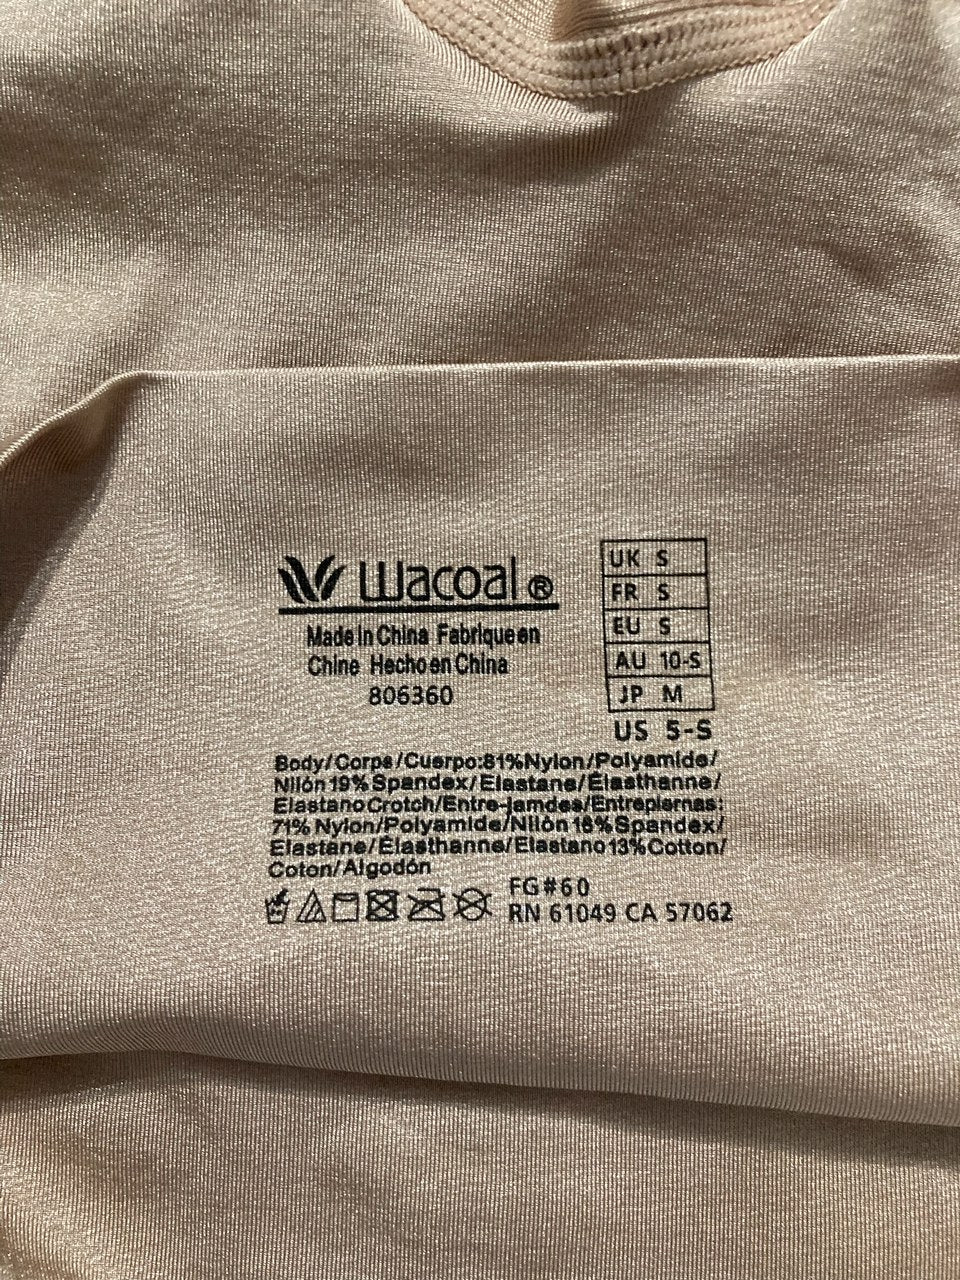 Wacoal®
Made in China Fabrique en
Chine Hecho en China
806360
UK S
FR S
EU S
AU 10-S
JP M
US 5-S
Body/Corps/Cuerpo:81%Nylon/Polyamide/
Nilón 19% Spandex/Elastane/Élasthanne/
Elastano Crotch/Entre-jamdes/Entrepiernas:
71% Nylon/Polyamide/Nilón 16% Spandex/
Elastane/Élasthanne/Elastano 13% Cotton/
Coton/Algodón
FG#60
RN 61049 CA 57062